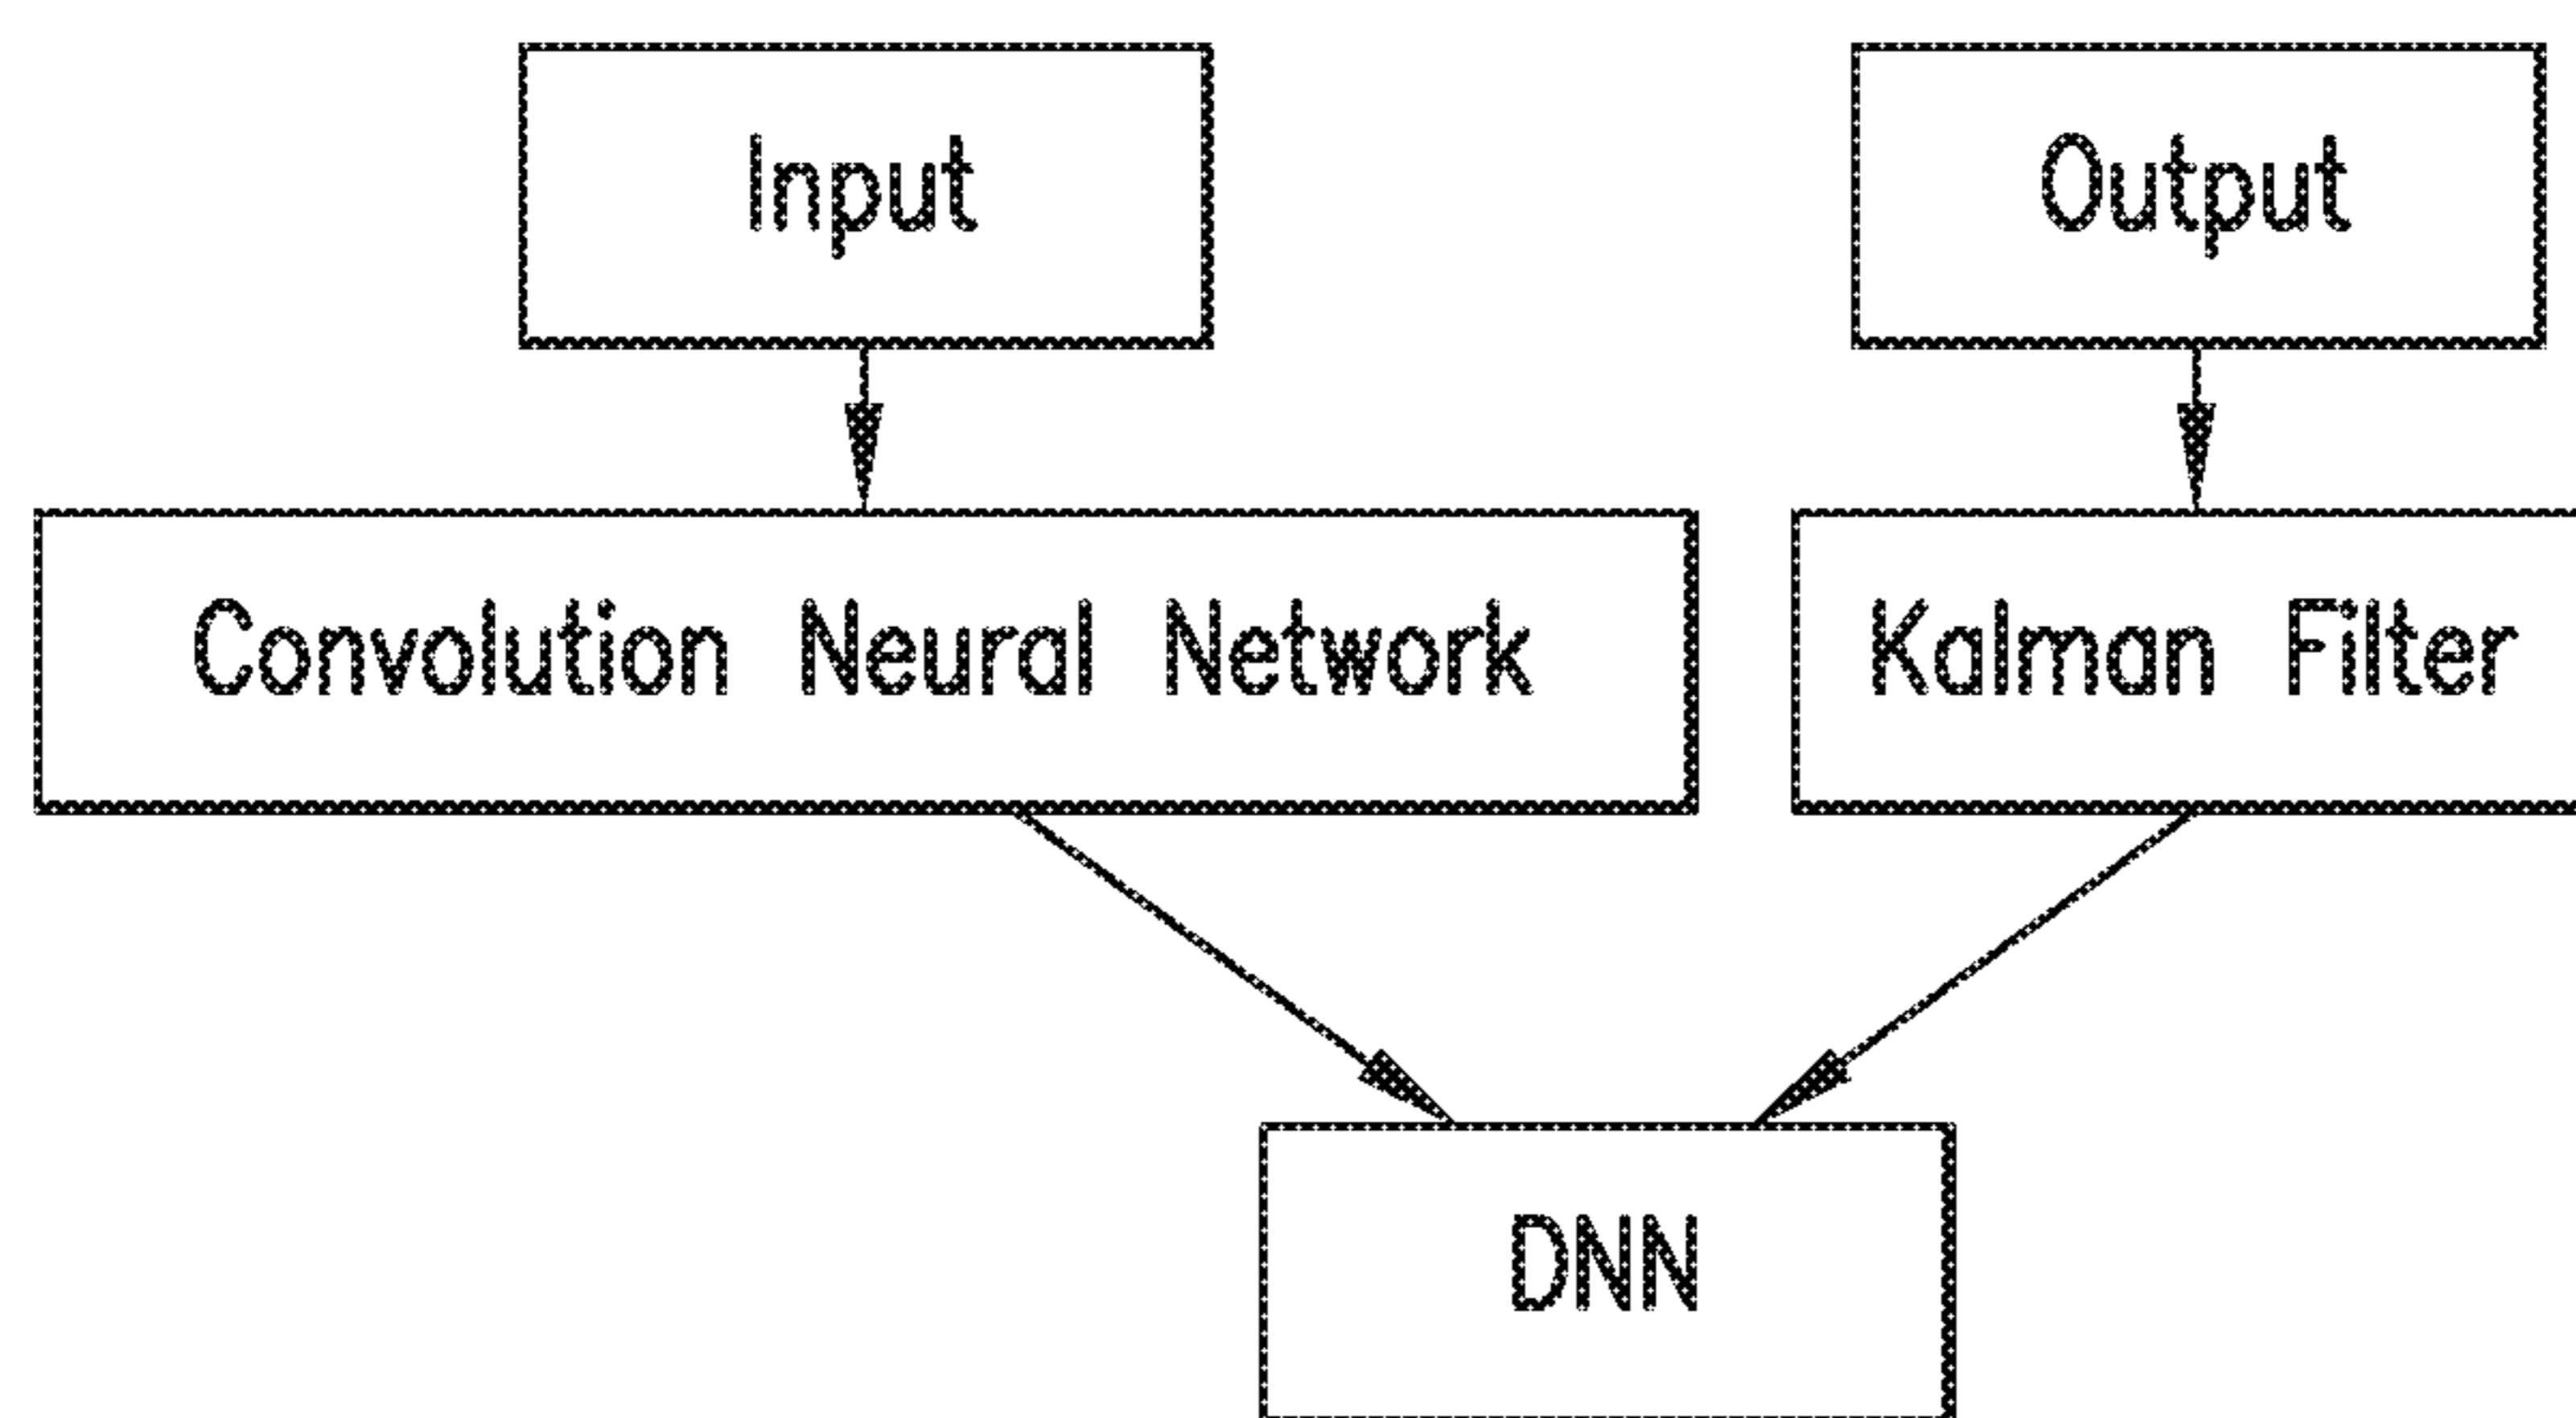 Input
Output
Convolution Neural Network
Kalman Filter
DNN